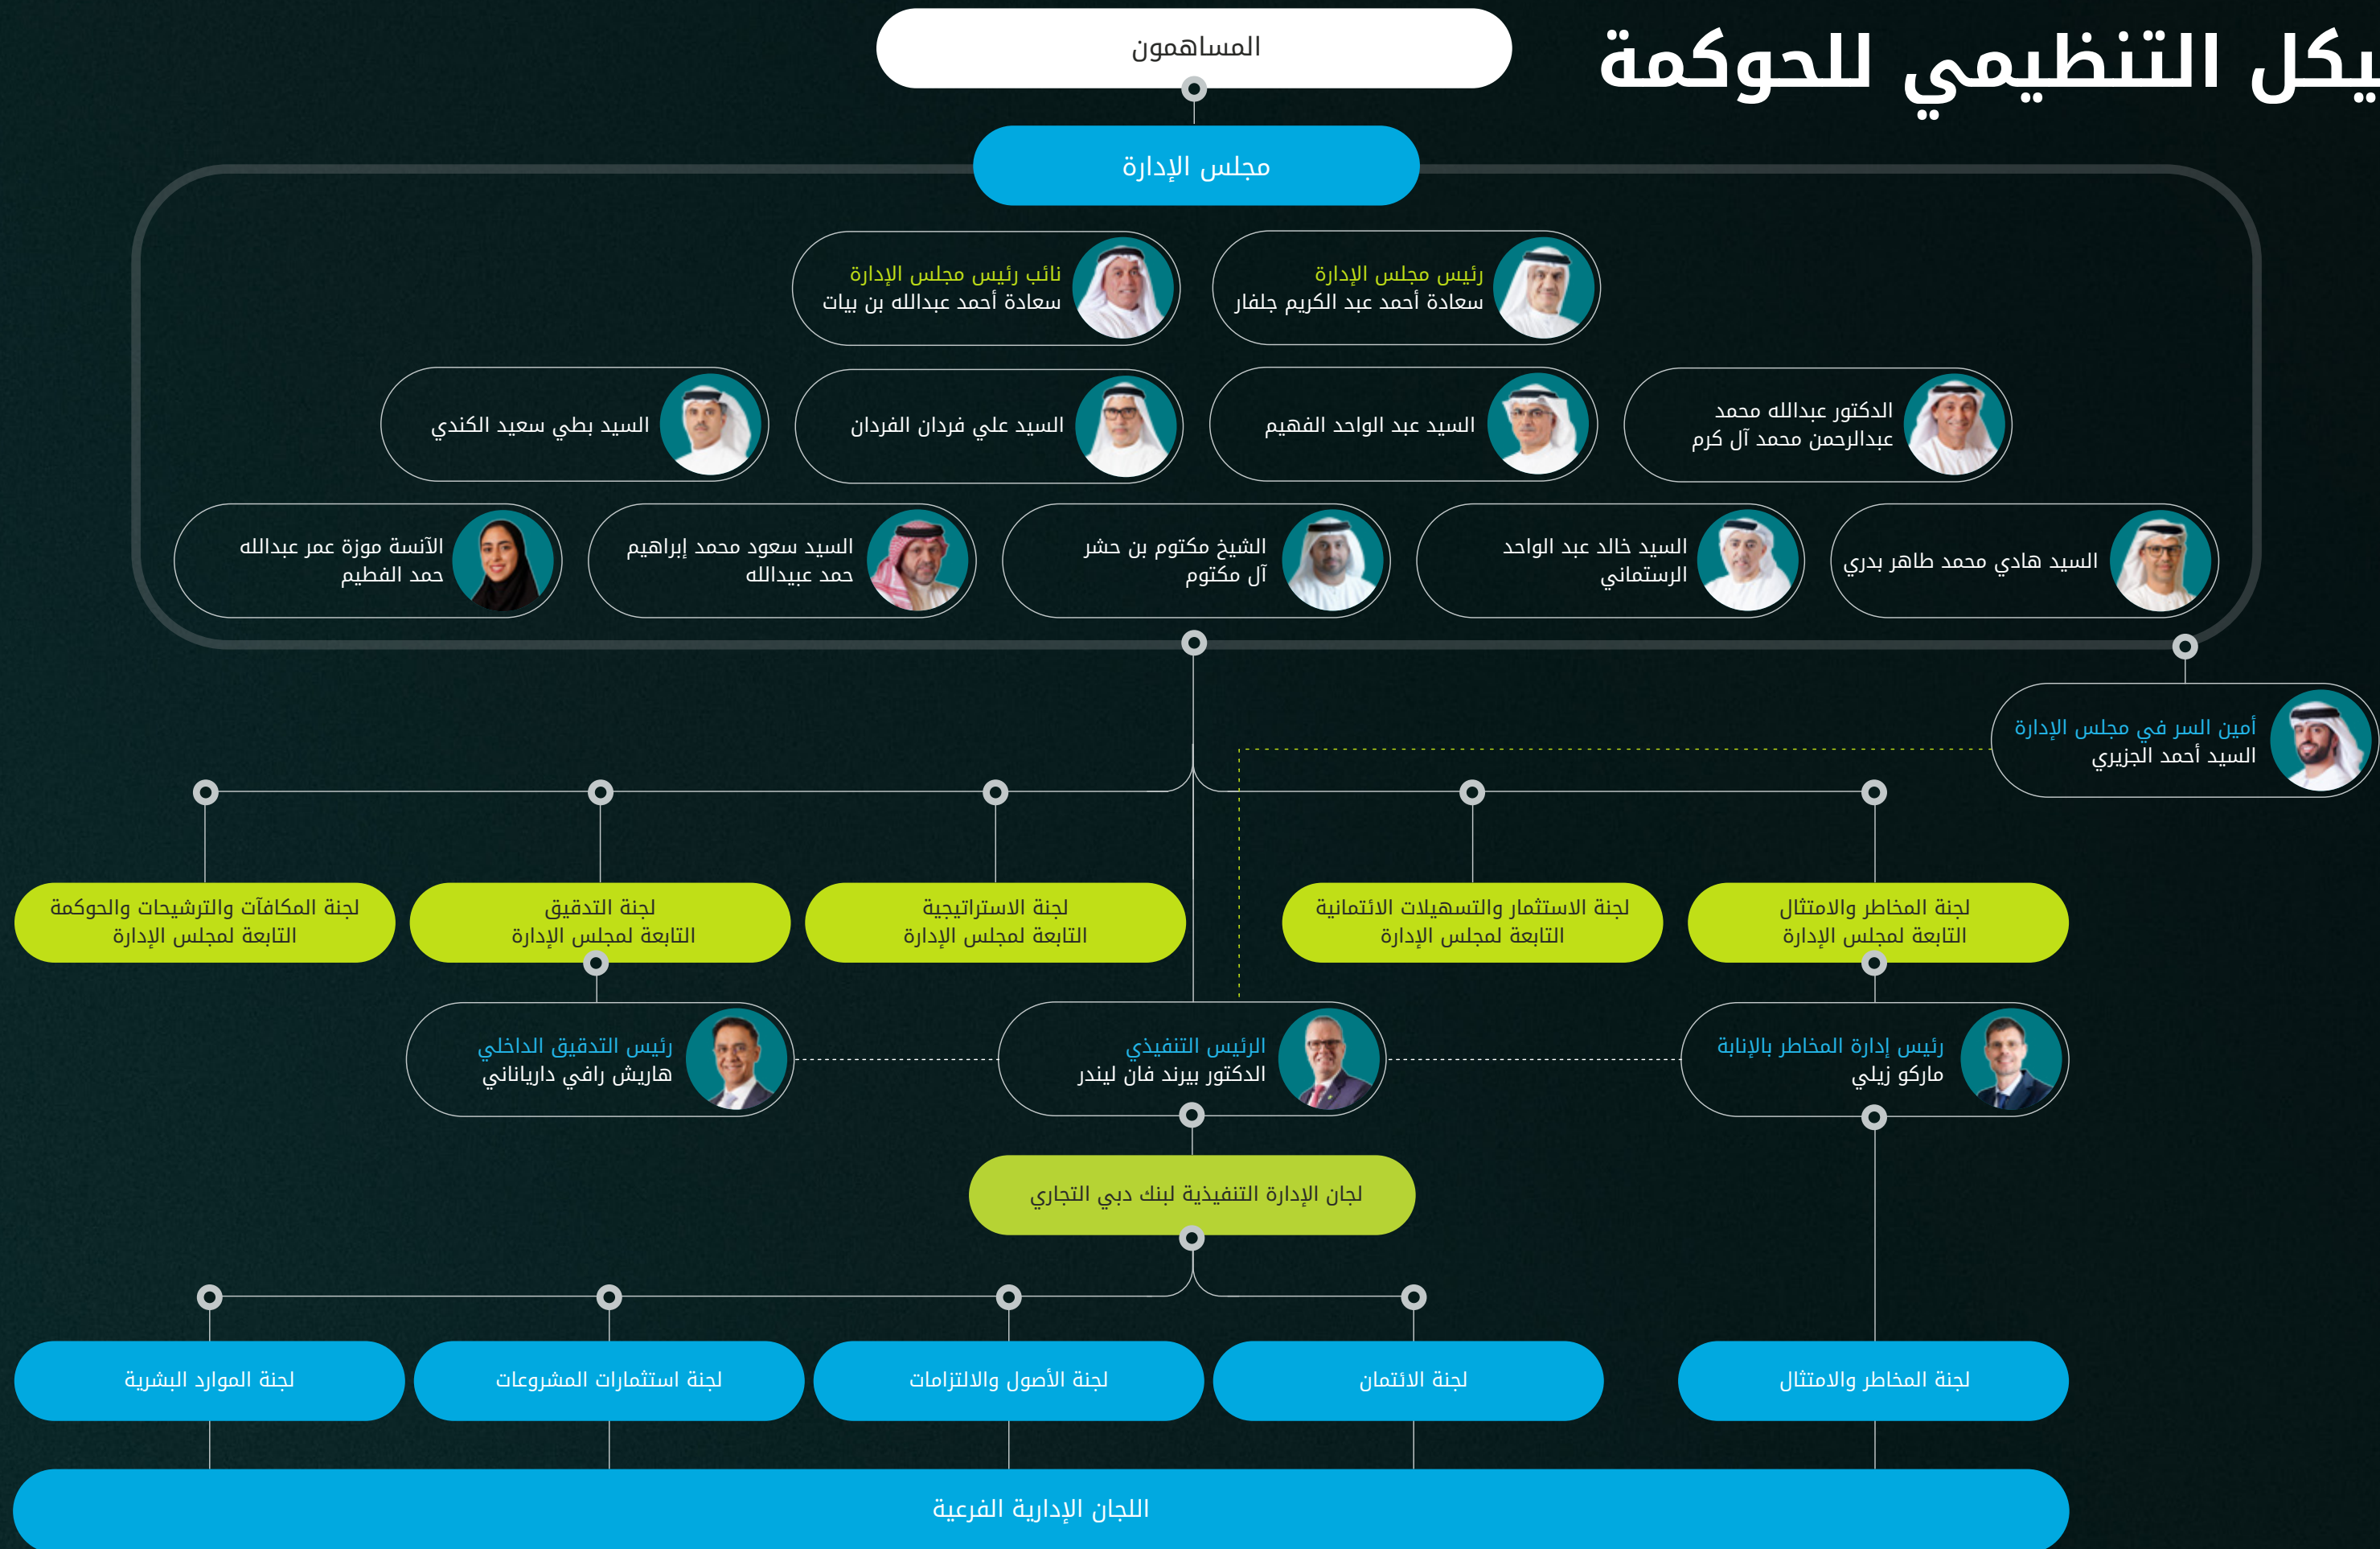 يكل التنظيمي للحوكمة
المساهمون
مجلس الإدارة
رئيس مجلس الإدارة
سعادة أحمد عبد الكريم جلفار
نائب رئيس مجلس الإدارة
سعادة أحمد عبدالله بن بيات
الدكتور عبدالله محمد
عبدالرحمن محمد آل كرم
السيد عبد الواحد الفهيم
السيد علي فردان الفردان
السيد بطي سعيد الكندي
السيد هادي محمد طاهر بدري
السيد خالد عبد الواحد
الرستماني
الشيخ مكتوم بن حشر
آل مكتوم
السيد سعود محمد إبراهيم
حمد عبيدالله
الآنسة موزة عمر عبدالله
حمد الفطيم
أمين السر في مجلس الإدارة
السيد أحمد الجزيري
لجنة المخاطر والامتثال
التابعة لمجلس الإدارة
لجنة الاستثمار والتسهيلات الائتمانية
التابعة لمجلس الإدارة
لجنة الاستراتيجية
التابعة لمجلس الإدارة
لجنة التدقيق
التابعة لمجلس الإدارة
لجنة المكافآت والترشيحات والحوكمة
التابعة لمجلس الإدارة
رئيس إدارة المخاطر بالإنابة
ماركو زيلي
الرئيس التنفيذي
الدكتور بيرند فان ليندر
رئيس التدقيق الداخلي
هاريش رافي دارياناني
لجان الإدارة التنفيذية لبنك دبي التجاري
لجنة المخاطر والامتثال
لجنة الائتمان
لجنة الأصول والالتزامات
لجنة استثمارات المشروعات
لجنة الموارد البشرية
اللجان الإدارية الفرعية